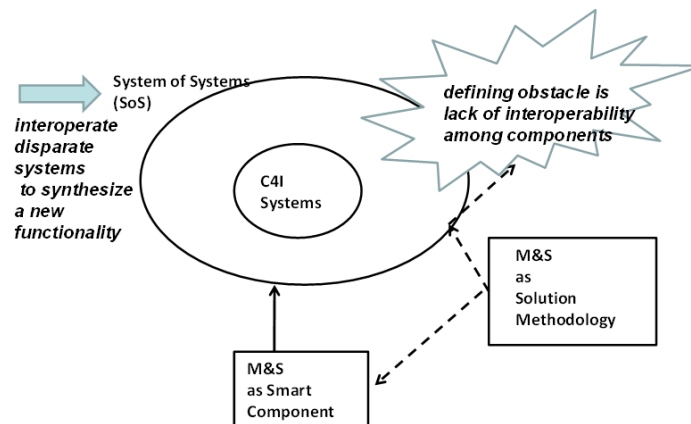 System of Systems
(SoS)
interoperate
disparate
systems
to synthesize
a new
functionality
defining obstacle is
lack of interoperability
among components
C4I
Systems
M&S
as
Solution
Methodology
M&S
as Smart
Component